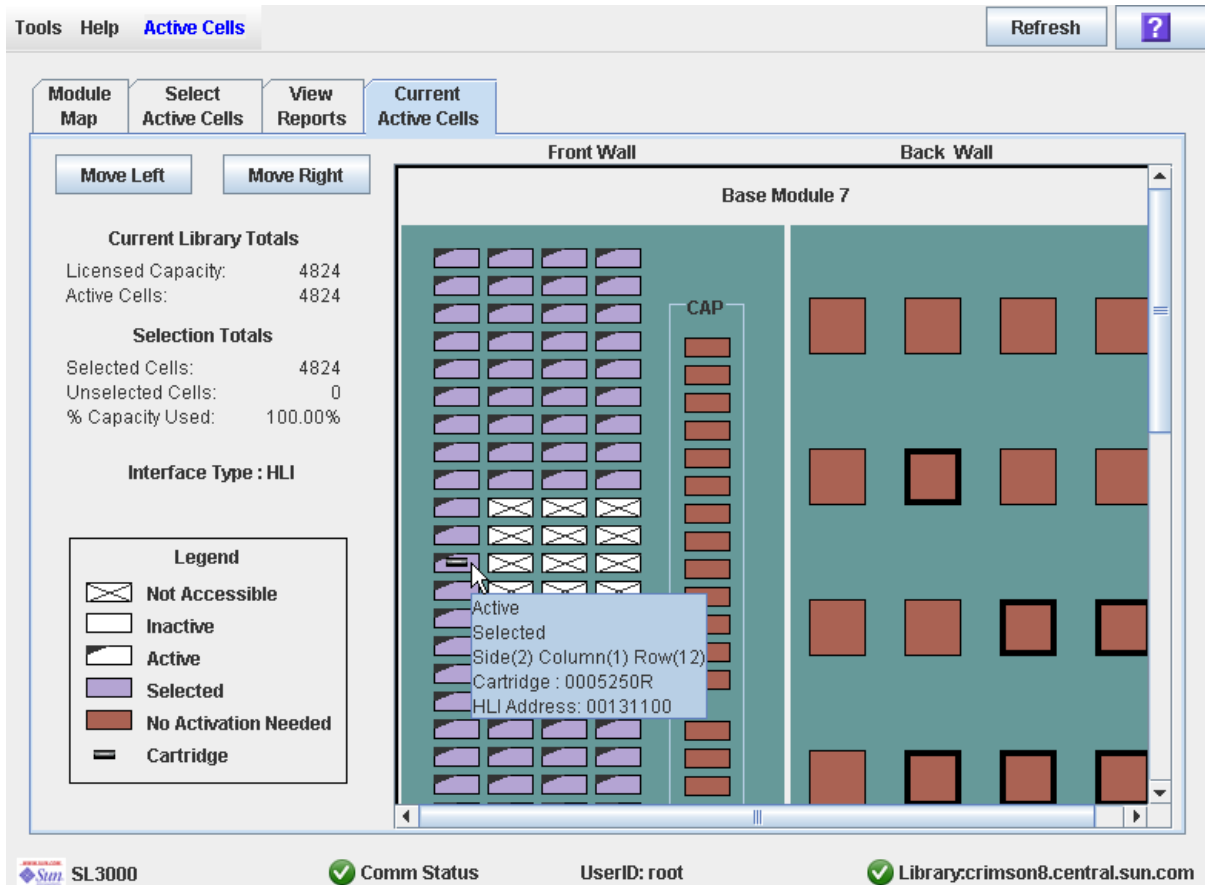 Tools Help Active Cells
Refresh ?
Module Map
Select Active Cells
View Reports
Current Active Cells
Move Left Move Right
Current Library Totals
Licensed Capacity: 4824
Active Cells: 4824
Selection Totals
Selected Cells: 4824
Unselected Cells: 0
% Capacity Used: 100.00%
Interface Type : HLI
Legend
Not Accessible
Inactive
Active
Selected
No Activation Needed
Cartridge
Front Wall Back Wall
Base Module 7
CAP
Active
Selected
Side(2) Column(1) Row(12)
Cartridge : 0005250R
HLI Address: 00131100
Sun SL3000 Comm Status UserID: root Library:crimson8.central.sun.com